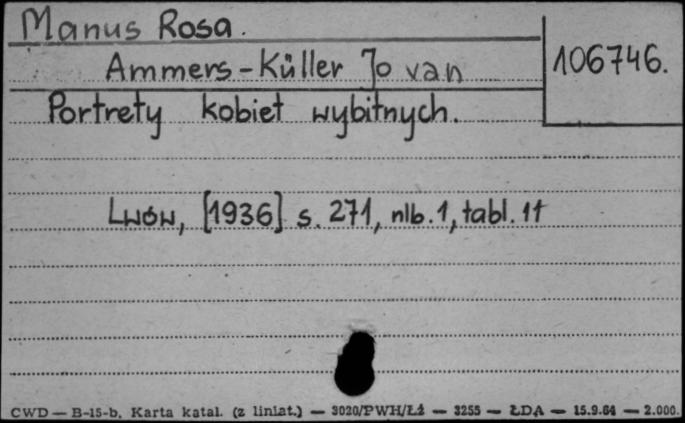 Manus Rosa.
106746.
Ammers-Küller Jo van
Portrety kobiet wybitnych.
Lwów, [1936] s. 271, nlb. 1, tabl. 11
CWD — B-15-b. Karta katal. (z liniat.) — 3020/PWH/Łż — 3255 — ŁDA — 15.9.64 — 2.000.